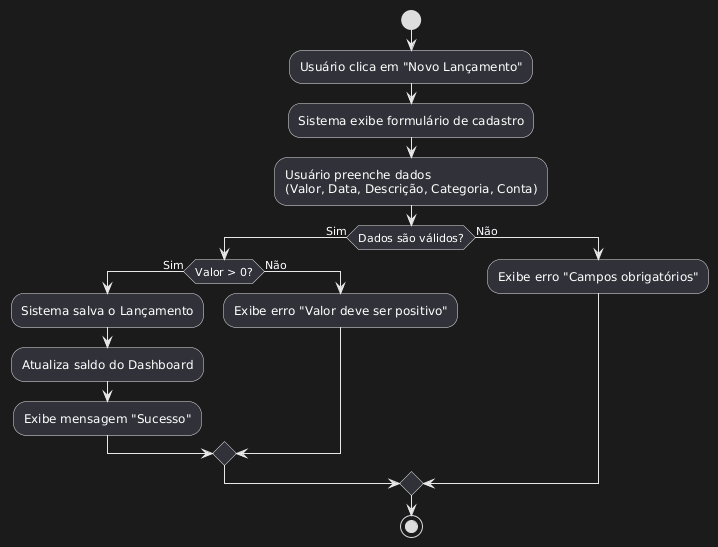 Usuário clica em "Novo Lançamento"
Sistema exibe formulário de cadastro
Usuário preenche dados
(Valor, Data, Descrição, Categoria, Conta)
Sim
Dados são válidos?
Não
Sim
Valor > 0?
Não
Exibe erro "Campos obrigatórios"
Sistema salva o Lançamento
Exibe erro "Valor deve ser positivo"
Atualiza saldo do Dashboard
Exibe mensagem "Sucesso"